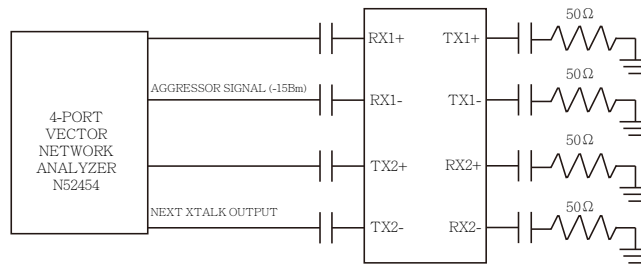 4-PORT
VECTOR
NETWORK
ANALYZER
N52454
AGGRESSOR SIGNAL (-15Bm)
NEXT XTALK OUTPUT
RX1+
RX1-
TX2+
TX2-
TX1+
TX1-
RX2+
RX2-
50Ω
50Ω
50Ω
50Ω